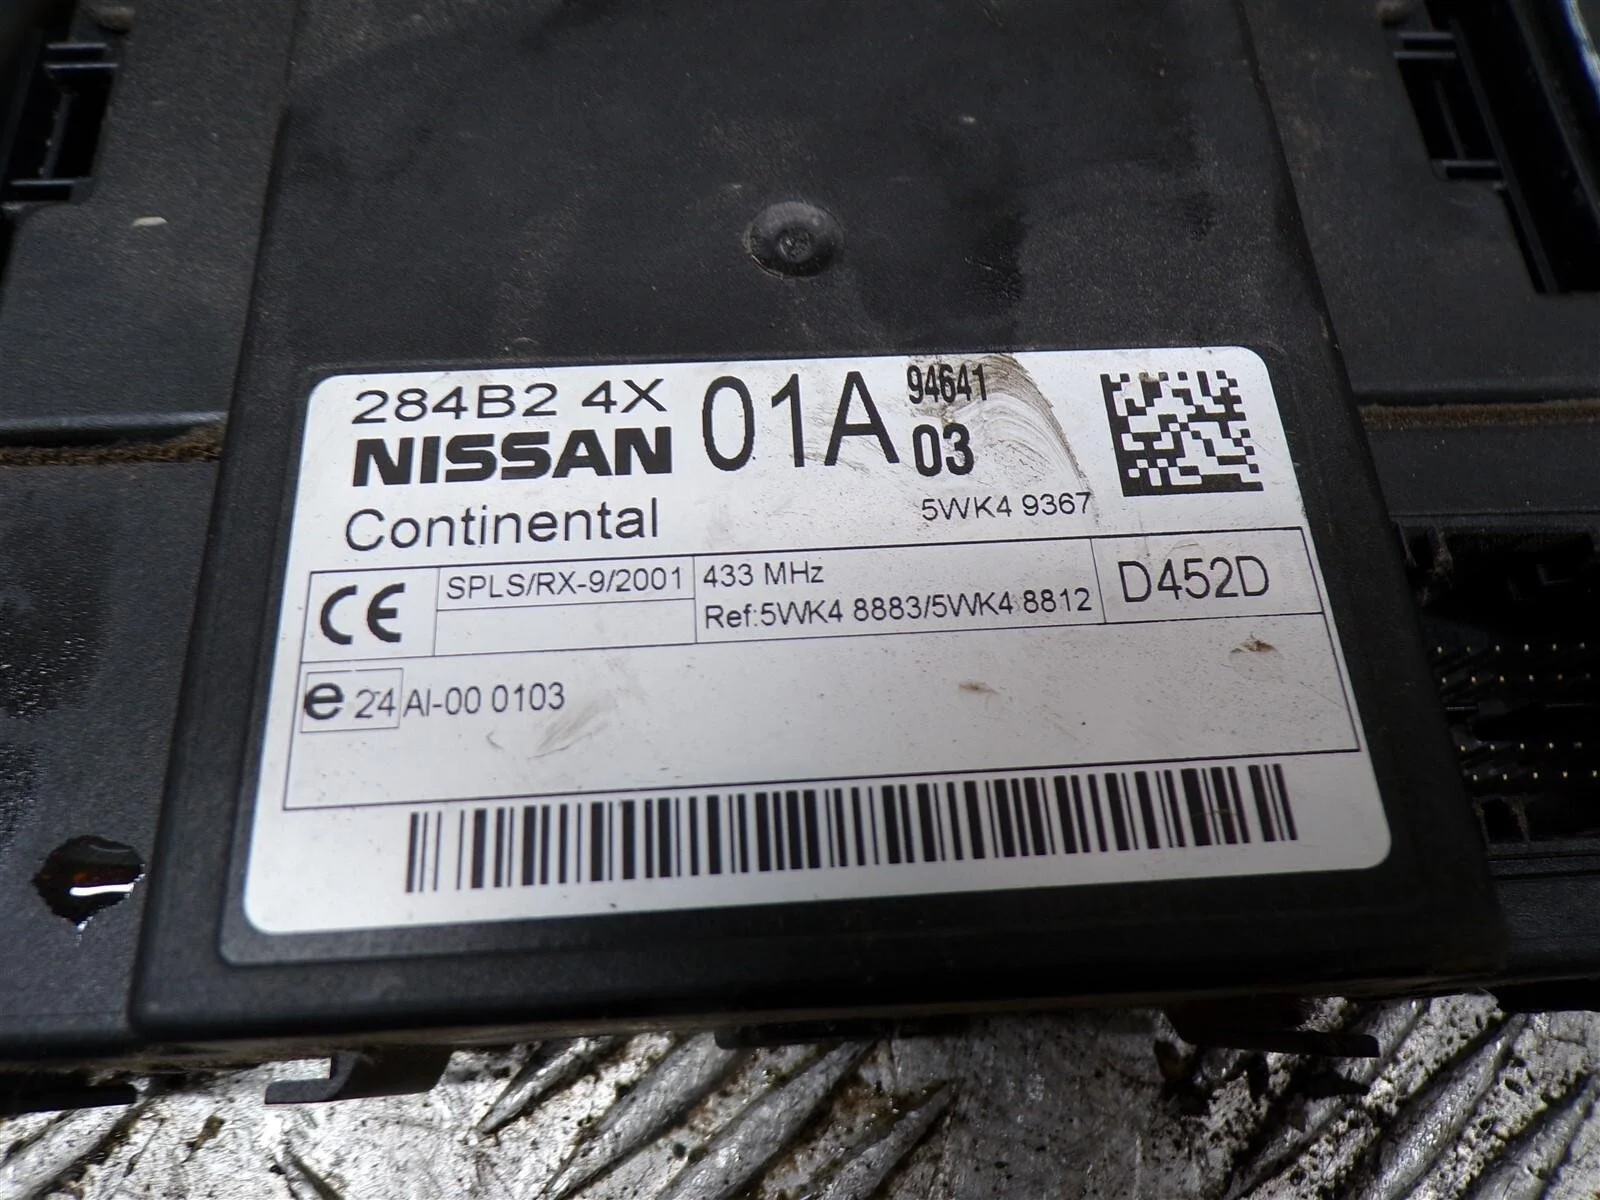 284B2 4X 01A 94641
NISSAN 03
Continental 5WK4 9367
CE SPLS/RX-9/2001 433 MHz D452D
Ref:5WK4 8883/5WK4 8812
e 24 AI-00 0103